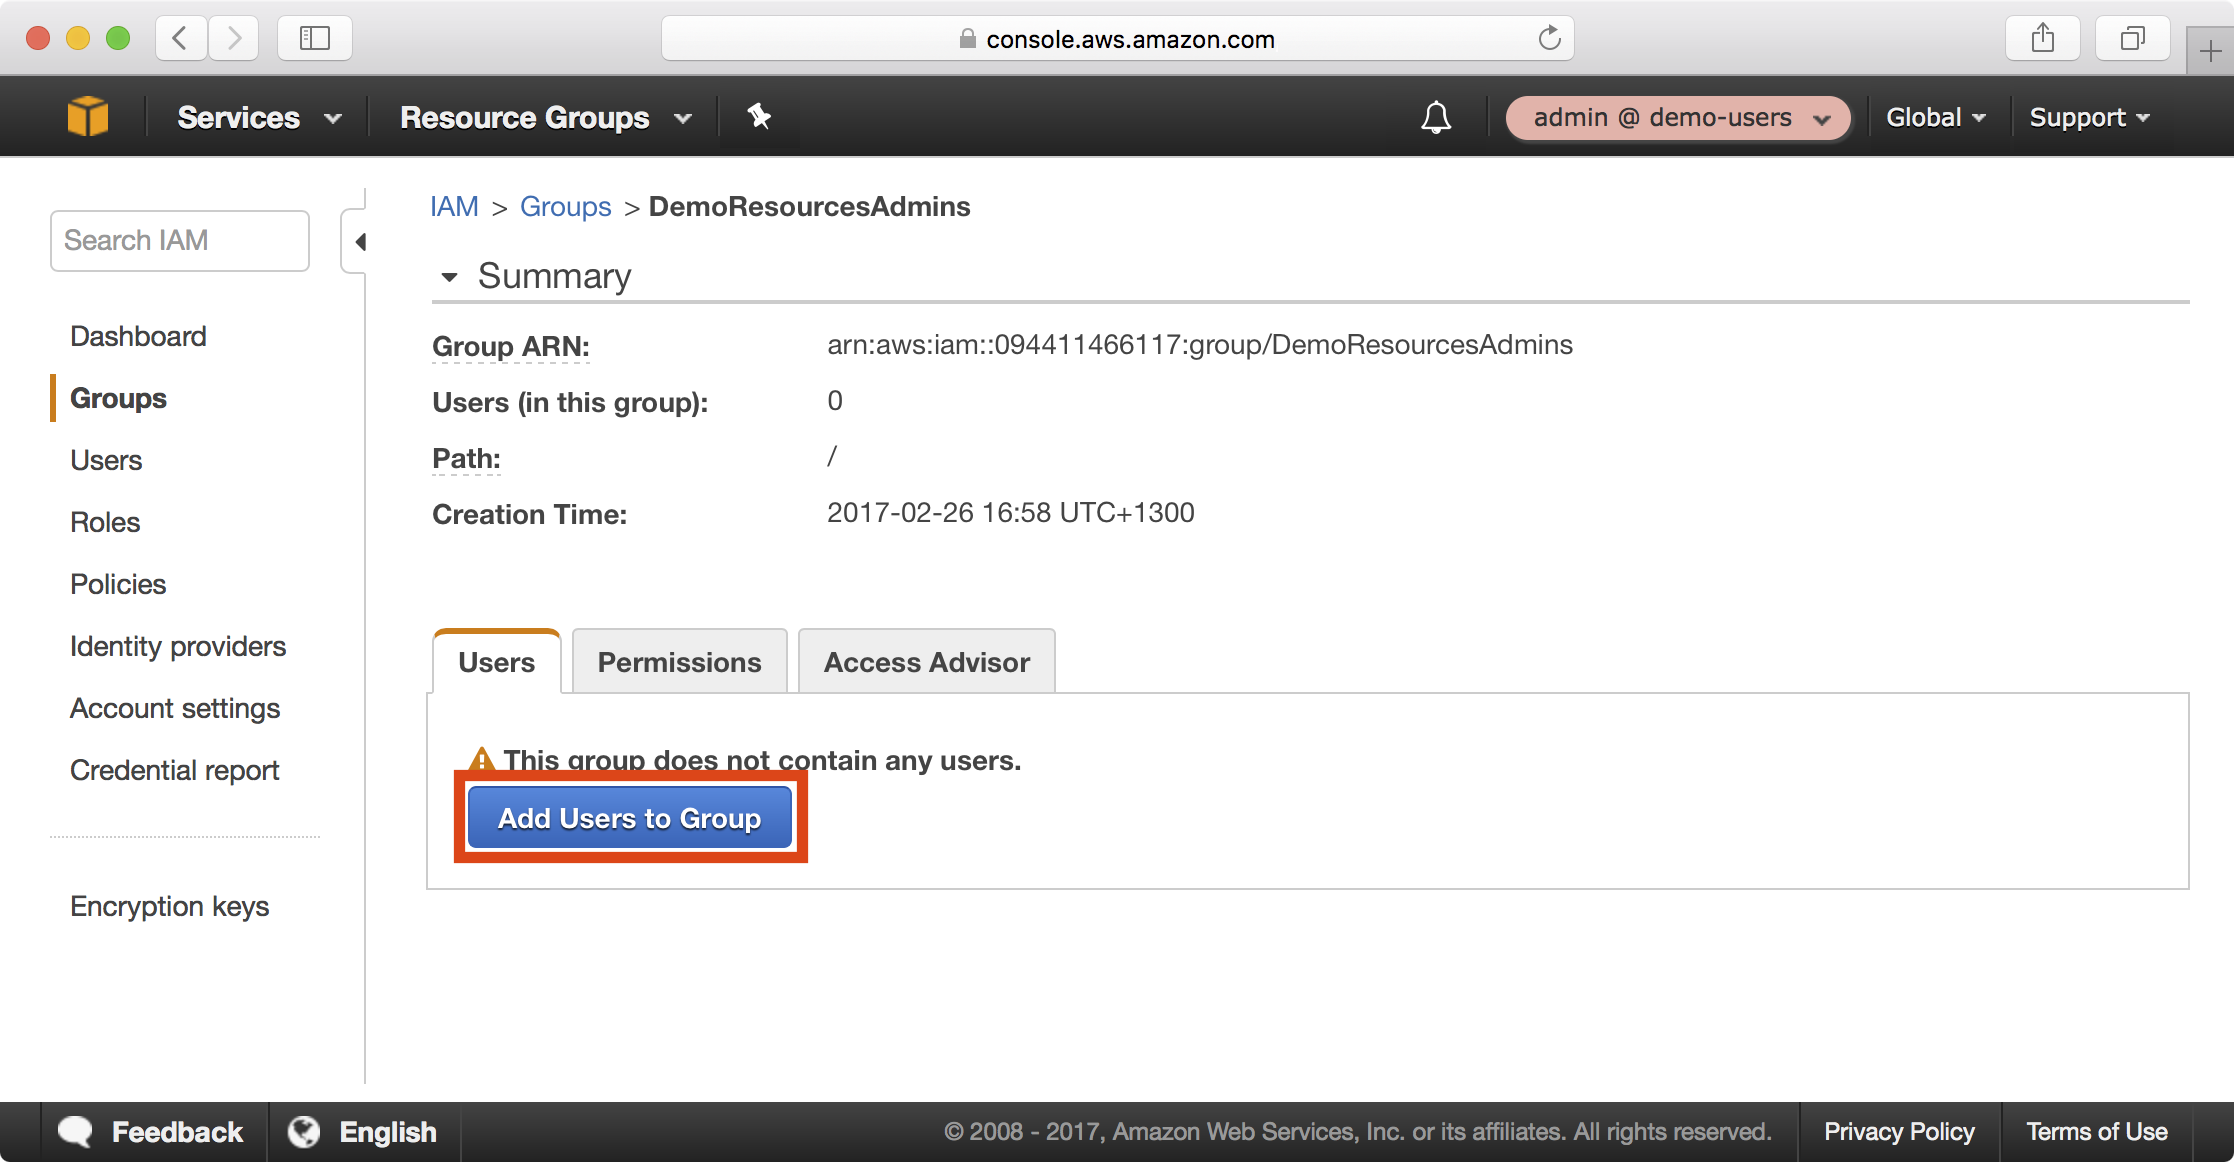 console.aws.amazon.com
Services
Resource Groups
admin @ demo-users
Global
Support
Search IAM
Dashboard
Groups
Users
Roles
Policies
Identity providers
Account settings
Credential report
Encryption keys
IAM > Groups > DemoResourcesAdmins
Summary
Group ARN: arn:aws:iam::094411466117:group/DemoResourcesAdmins
Users (in this group): 0
Path: /
Creation Time: 2017-02-26 16:58 UTC+1300
Users
Permissions
Access Advisor
This group does not contain any users.
Add Users to Group
Feedback
English
© 2008 - 2017, Amazon Web Services, Inc. or its affiliates. All rights reserved.
Privacy Policy
Terms of Use